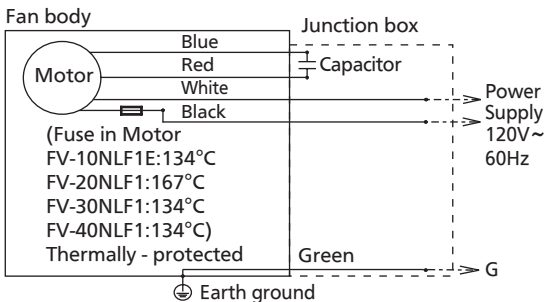 Fan body
Junction box
Blue
Red
Capacitor
Motor
White
Power
Supply
120V~
60Hz
Black
(Fuse in Motor
FV-10NLF1E:134°C
FV-20NLF1:167°C
FV-30NLF1:134°C
FV-40NLF1:134°C)
Thermally - protected
Green
G
Earth ground